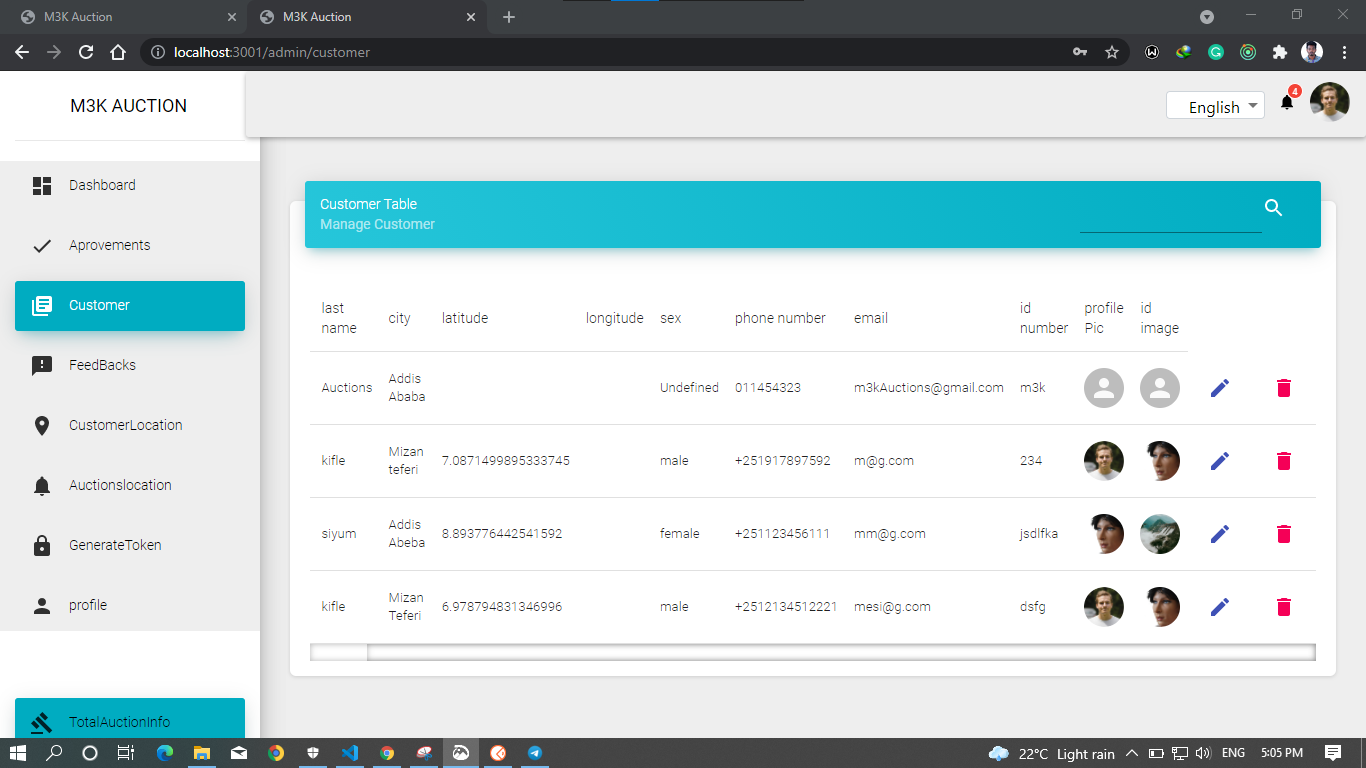 M3K Auction
M3K Auction
localhost:3001/admin/customer
M3K AUCTION
English
4
Dashboard
Aprovements
Customer
FeedBacks
CustomerLocation
Auctionslocation
GenerateToken
profile
TotalAuctionInfo
Customer Table
Manage Customer
last name city latitude longitude sex phone number email id number profile Pic id image
Auctions Addis Ababa Undefined 011454323 m3kAuctions@gmail.com m3k
kifle Mizan teferi 7.0871499895333745 male +251917897592 m@g.com 234
siyum Addis Abeba 8.893776442541592 female +251123456111 mm@g.com jsdlfka
kifle Mizan Teferi 6.978794831346996 male +2512134512221 mesi@g.com dsfg
22°C Light rain ENG 5:05 PM